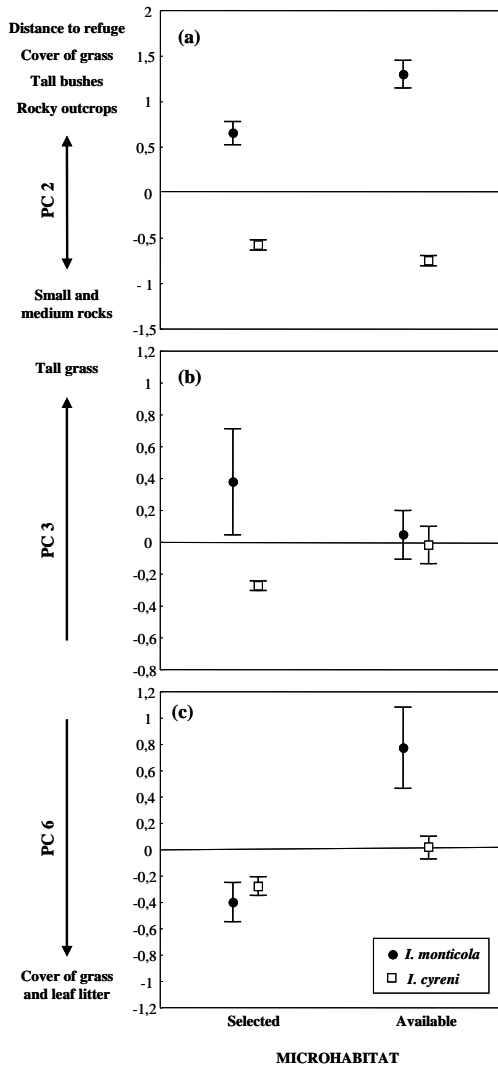 Distance to refuge
Cover of grass
Tall bushes
Rocky outcrops
PC 2
Small and
medium rocks
(a)
2
1,5
1
0,5
0
-0,5
- 1
-1,5
Tall grass
PC 3
(b)
1,2
1
0,8
0,6
0,4
0,2
0
-0,2
-0,4
-0,6
-0,8
PC 6
Cover of grass
and leaf litter
(c)
1,2
1
0,8
0,6
0,4
0,2
0
-0,2
-0,4
-0,6
-0,8
-1
-1,2
I. monticola
I. cyreni
Selected Available
MICROHABITAT